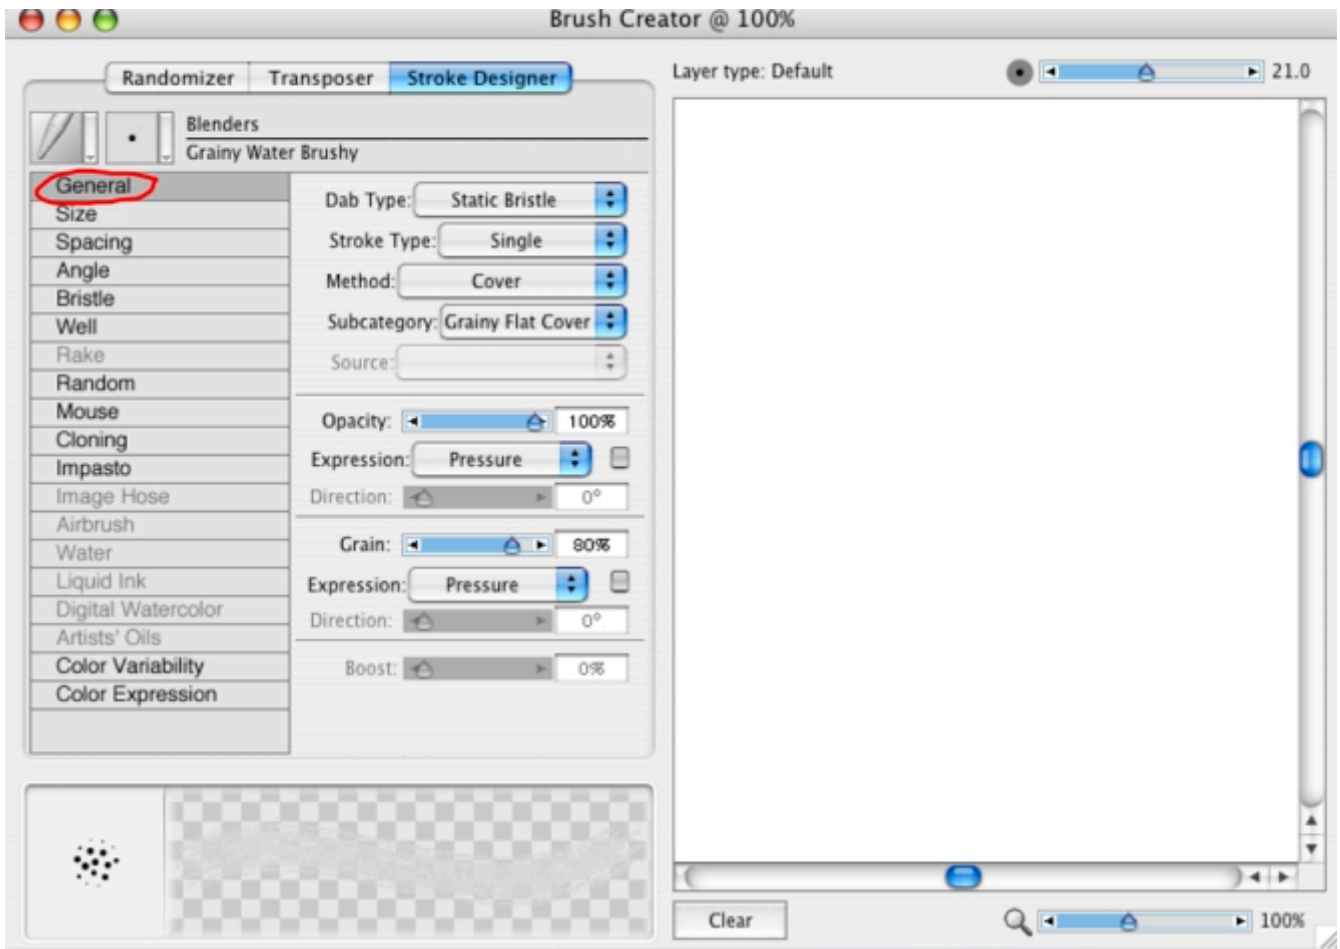 Brush Creator @ 100%
Randomizer
Transposer
Stroke Designer
Layer type: Default
21.0
Blenders
Grainy Water Brushy
General
Size
Spacing
Angle
Bristle
Well
Rake
Random
Mouse
Cloning
Impasto
Image Hose
Airbrush
Water
Liquid Ink
Digital Watercolor
Artists' Oils
Color Variability
Color Expression
Dab Type: Static Bristle
Stroke Type: Single
Method: Cover
Subcategory: Grainy Flat Cover
Source:
Opacity: 100%
Expression: Pressure
Direction: 0°
Grain: 80%
Expression: Pressure
Direction: 0°
Boost: 0%
Clear
100%